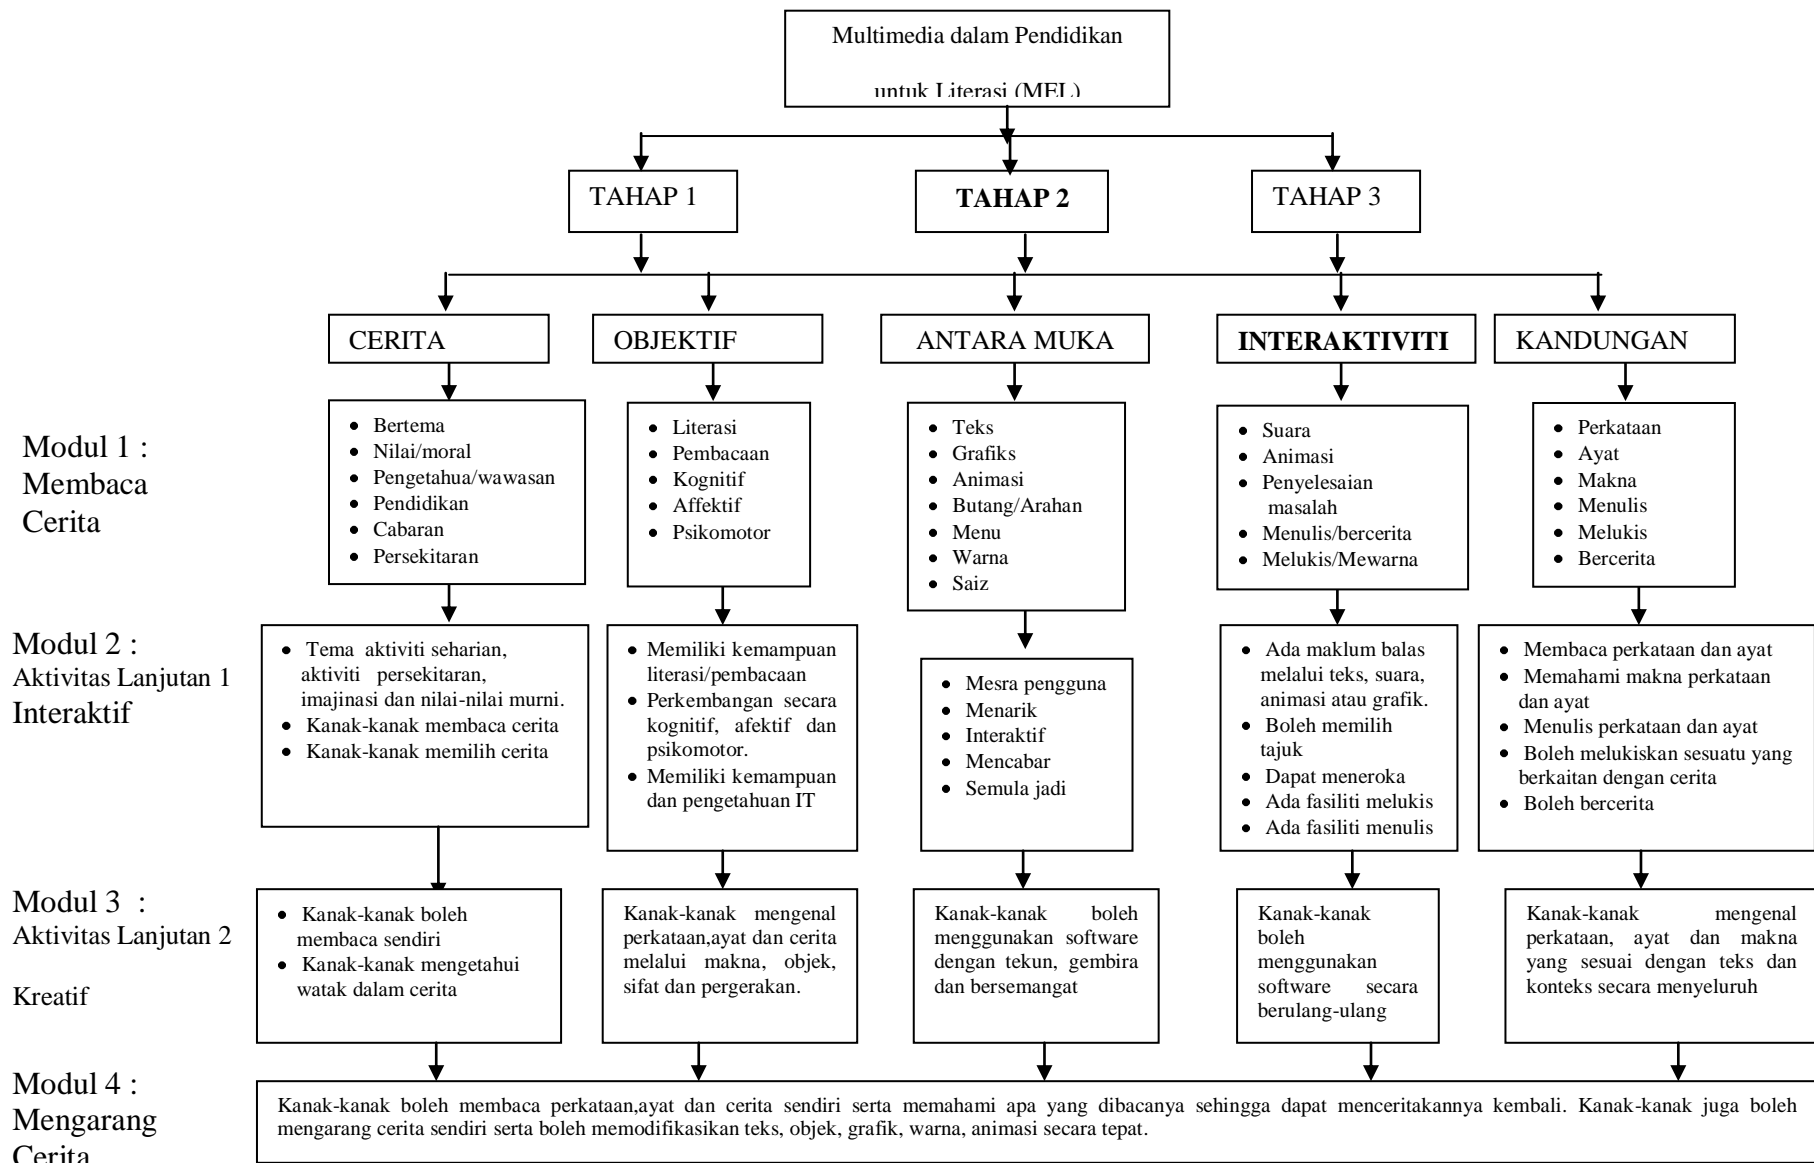 Multimedia dalam Pendidikan
untuk Literasi (MEL)
TAHAP 1
TAHAP 2
TAHAP 3
CERITA
OBJEKTIF
ANTARA MUKA
INTERAKTIVITI
KANDUNGAN
Modul 1 :
Membaca
Cerita
• Bertema
• Nilai/moral
• Pengetahua/wawasan
• Pendidikan
• Cabaran
• Persekitaran
• Literasi
• Pembacaan
• Kognitif
• Affektif
• Psikomotor
• Teks
• Grafiks
• Animasi
• Butang/Arahan
• Menu
• Warna
• Saiz
• Suara
• Animasi
• Penyelesaian
masalah
• Menulis/bercerita
• Melukis/Mewarna
• Perkataan
• Ayat
• Makna
• Menulis
• Melukis
• Bercerita
Modul 2 :
Aktivitas Lanjutan 1
Interaktif
• Tema aktiviti seharian,
aktiviti persekitaran,
imajinasi dan nilai-nilai murni.
• Kanak-kanak membaca cerita
• Kanak-kanak memilih cerita
• Memiliki kemampuan
literasi/pembacaan
• Perkembangan secara
kognitif, afektif dan
psikomotor.
• Memiliki kemampuan
dan pengetahuan IT
• Mesra pengguna
• Menarik
• Interaktif
• Mencabar
• Semula jadi
• Ada maklum balas
melalui teks, suara,
animasi atau grafik.
• Boleh memilih
tajuk
• Dapat meneroka
• Ada fasiliti melukis
• Ada fasiliti menulis
• Membaca perkataan dan ayat
• Memahami makna perkataan
dan ayat
• Menulis perkataan dan ayat
• Boleh melukiskan sesuatu yang
berkaitan dengan cerita
• Boleh bercerita
Modul 3 :
Aktivitas Lanjutan 2
Kreatif
• Kanak-kanak boleh
membaca sendiri
• Kanak-kanak mengetahui
watak dalam cerita
Kanak-kanak mengenal
perkataan,ayat dan cerita
melalui makna, objek,
sifat dan pergerakan.
Kanak-kanak boleh
menggunakan software
dengan tekun, gembira
dan bersemangat
Kanak-kanak
boleh
menggunakan
software secara
berulang-ulang
Kanak-kanak mengenal
perkataan, ayat dan makna
yang sesuai dengan teks dan
konteks secara menyeluruh
Modul 4 :
Mengarang
Cerita
Kanak-kanak boleh membaca perkataan,ayat dan cerita sendiri serta memahami apa yang dibacanya sehingga dapat menceritakannya kembali. Kanak-kanak juga boleh
mengarang cerita sendiri serta boleh memodifikasikan teks, objek, grafik, warna, animasi secara tepat.